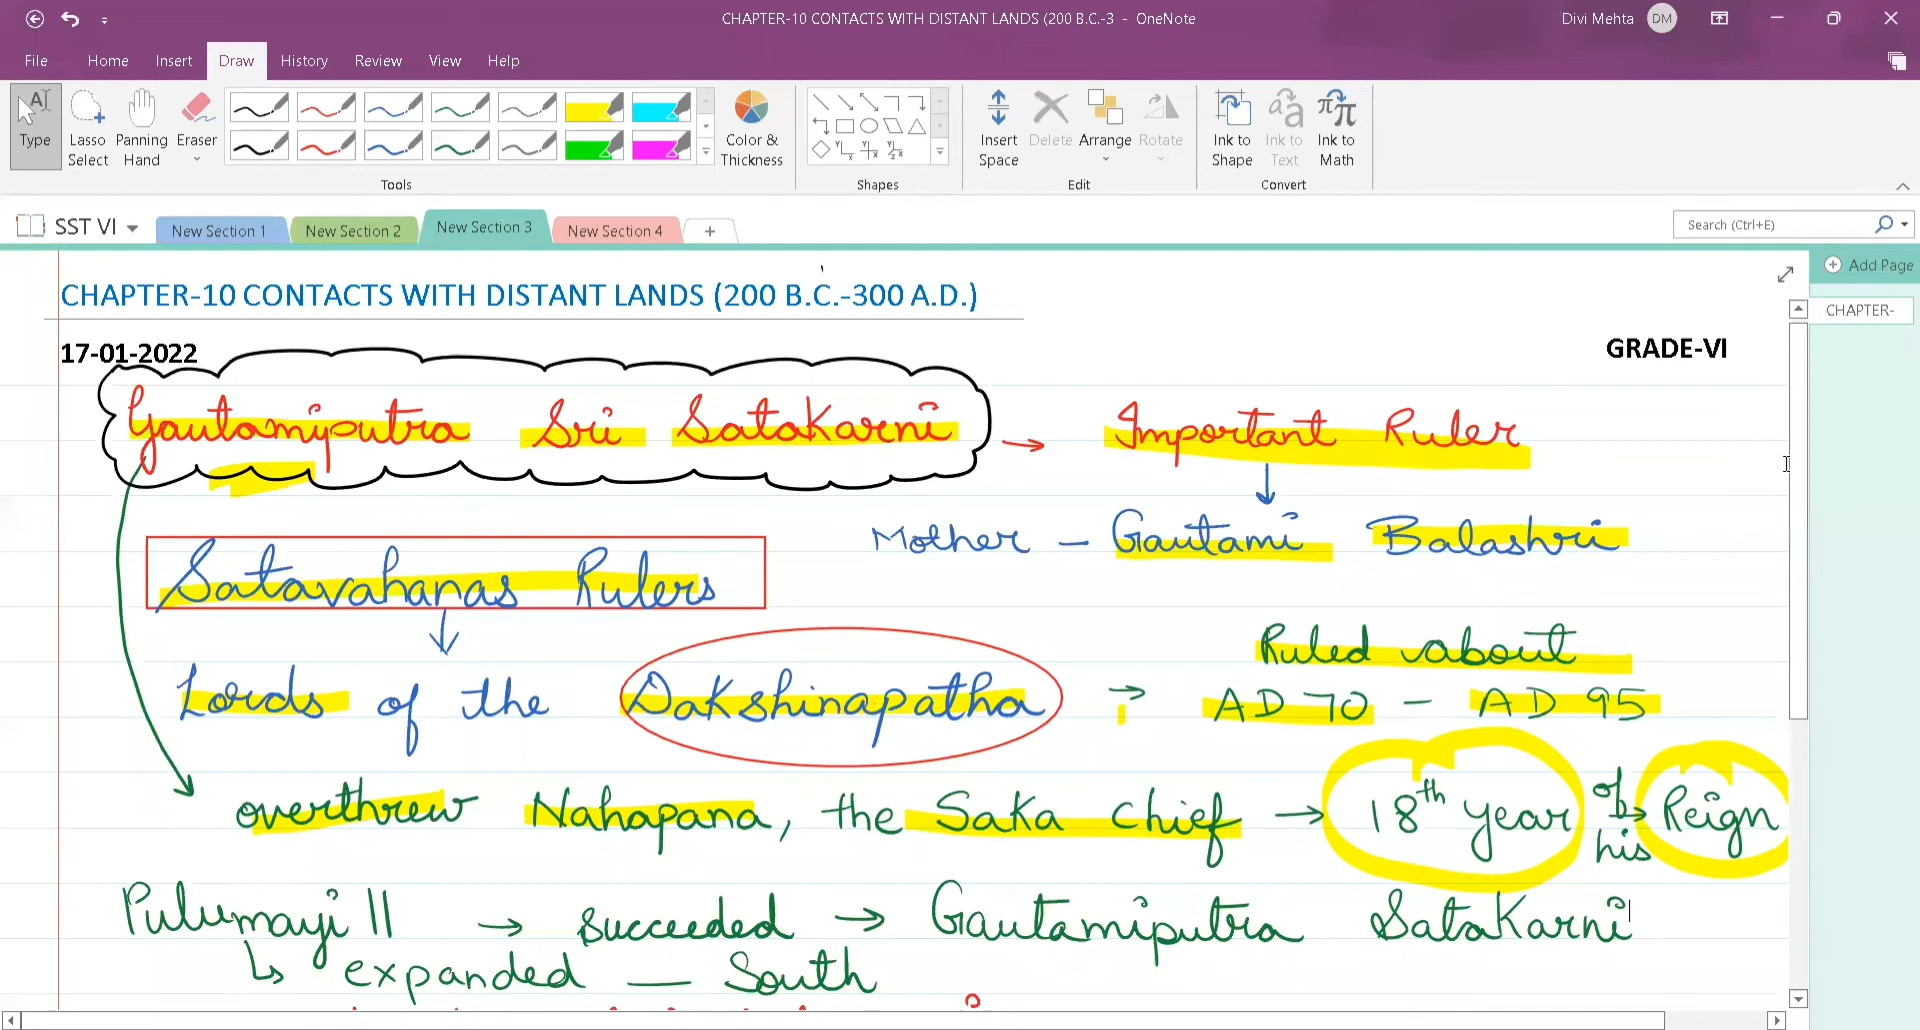 CHAPTER-10 CONTACTS WITH DISTANT LANDS (200 B.C.-3 - OneNote
Divi Mehta DM
File Home Insert Draw History Review View Help
Type
Lasso Select
Panning Hand
Eraser
Color & Thickness
Insert Space
Delete
Arrange
Rotate
Ink to Shape
Ink to Text
Ink to Math
Tools Shapes Edit Convert
SST VI New Section 1 New Section 2 New Section 3 New Section 4 +
Search (Ctrl+E)
Add Page
CHAPTER-
CHAPTER-10 CONTACTS WITH DISTANT LANDS (200 B.C.-300 A.D.)
17-01-2022 GRADE-VI
Gautamiputra Sri Satakarni → Important Ruler
Mother - Gautami Balashri
Satavahanas Rulers
Lords of the Dakshinapatha → Ruled about
AD 70 - AD 95
overthrew Nahapana, the Saka Chief → 18th year of his Reign
Pulumayi II → succeeded → Gautamiputra Satakarni
↳ expanded — South